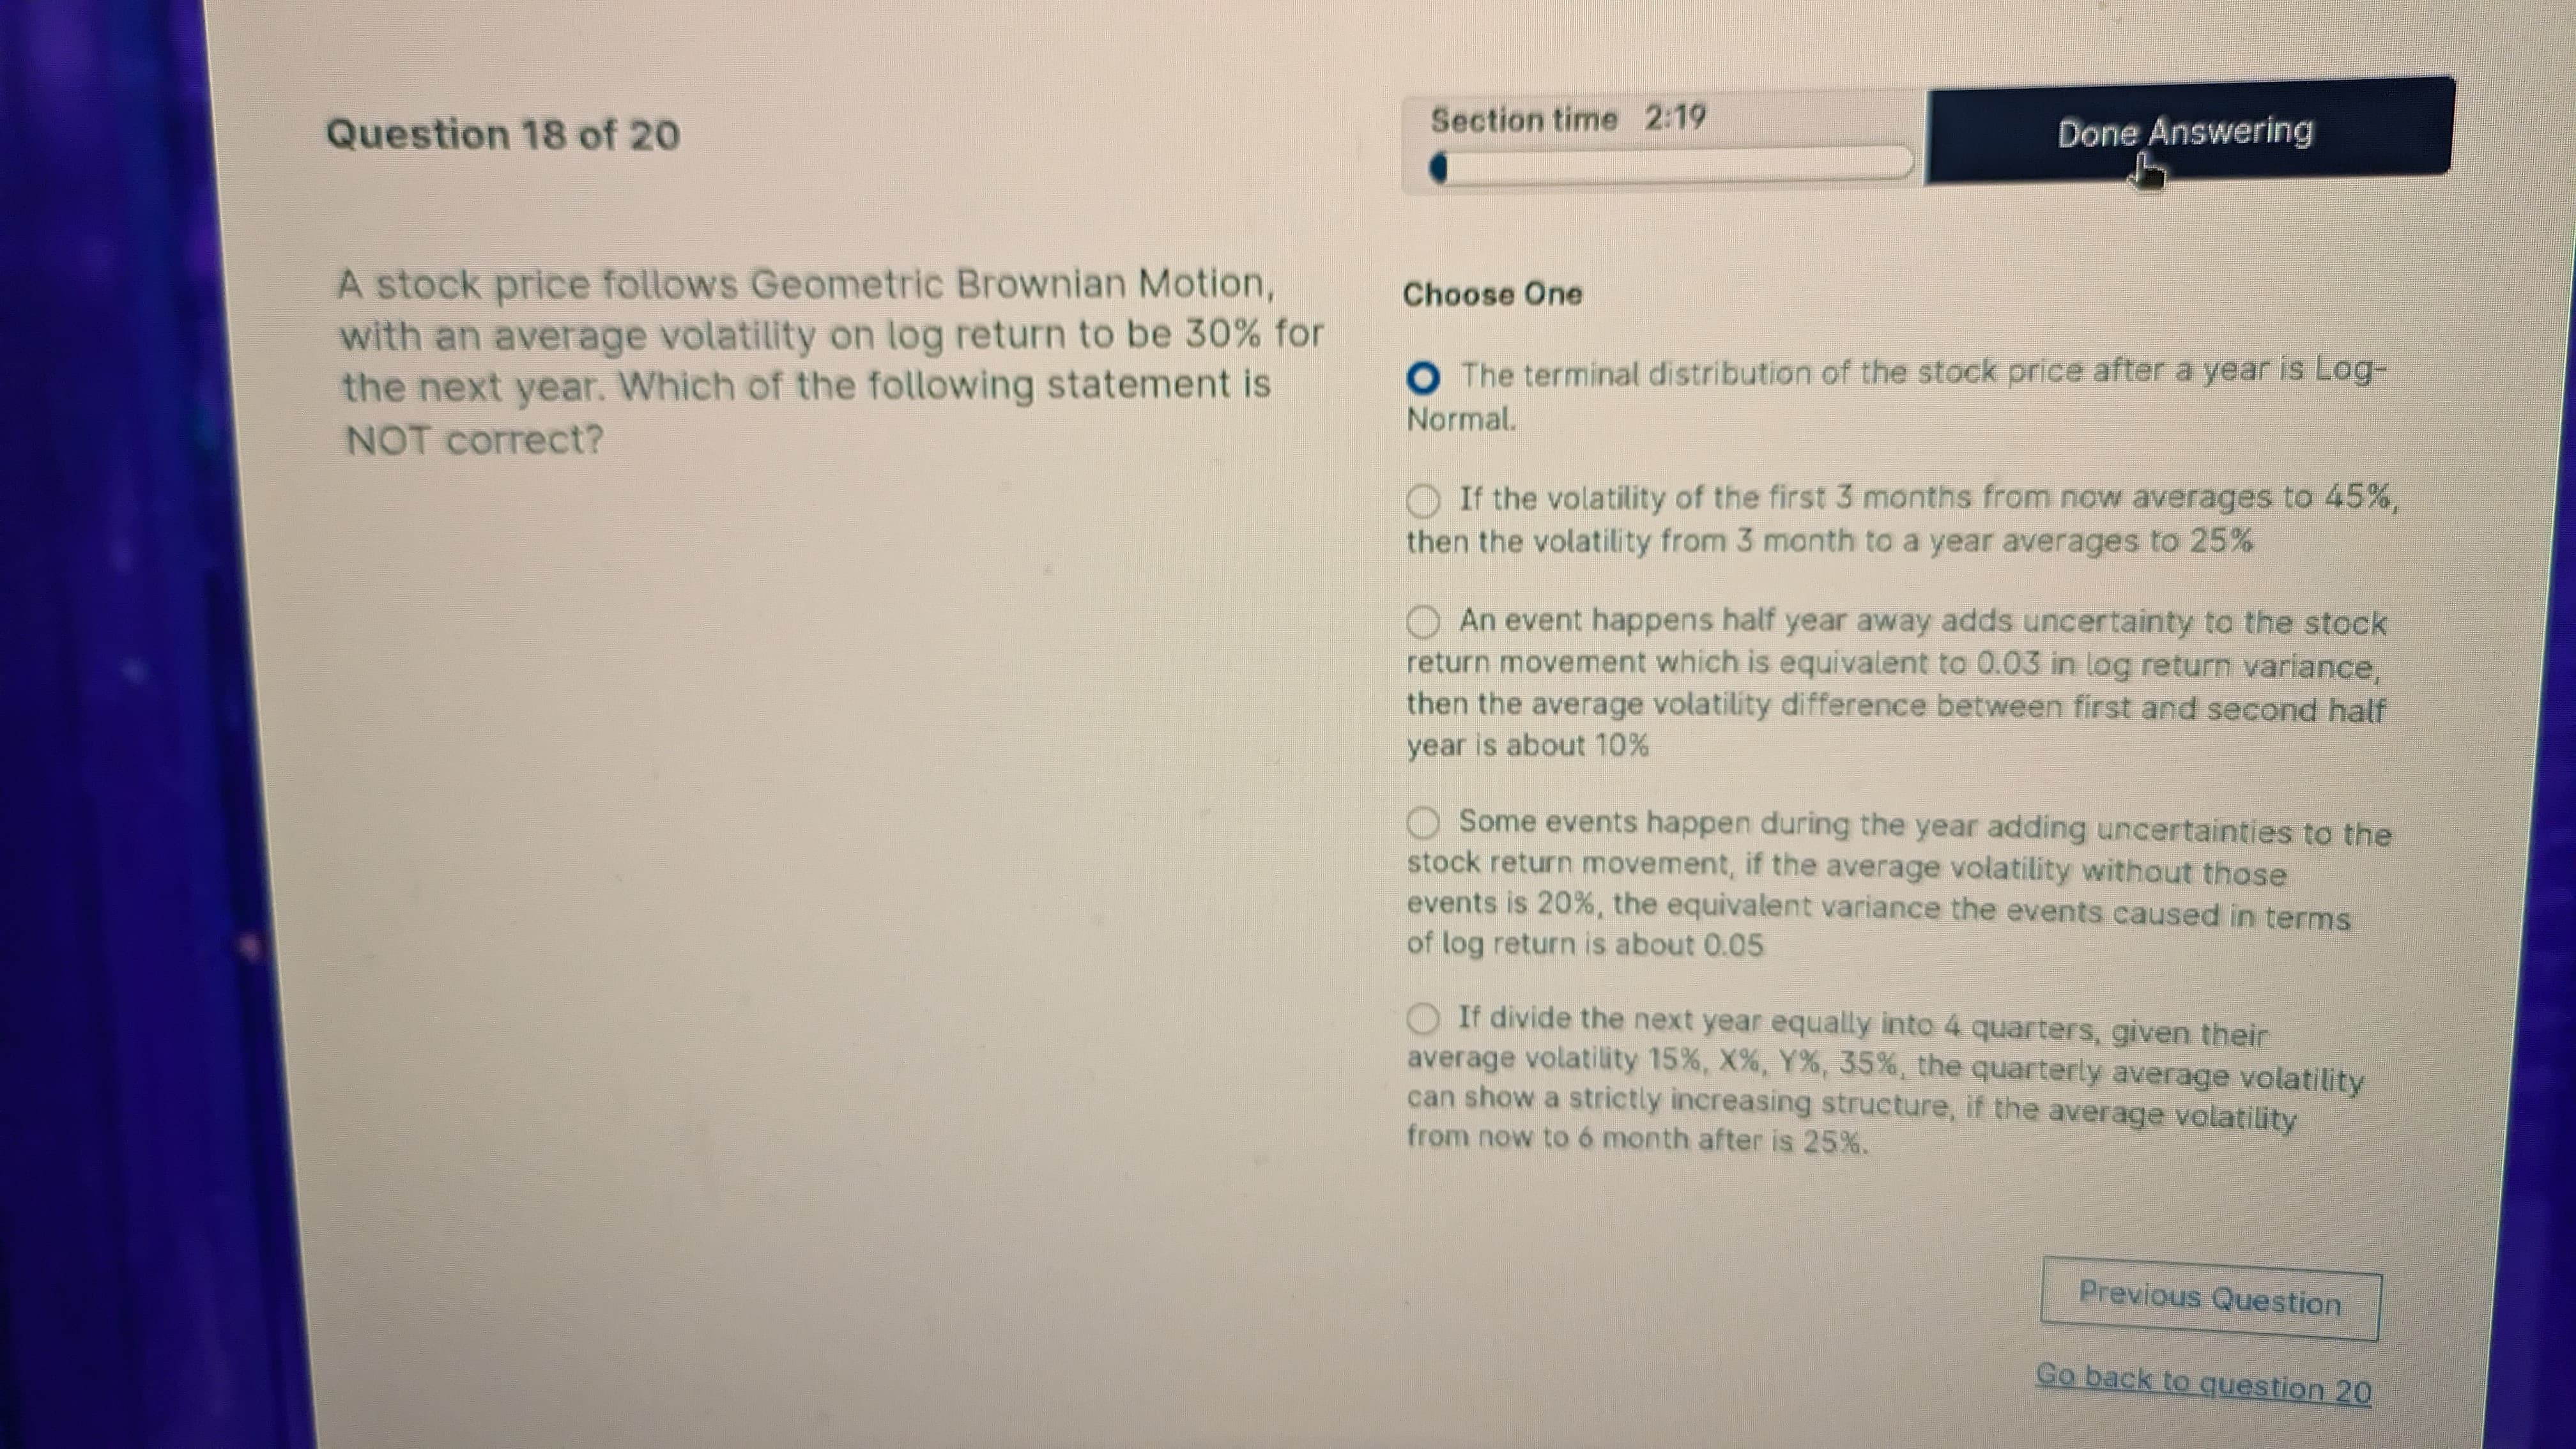 Question 18 of 20
Section time 2:19
Done Answering
A stock price follows Geometric Brownian Motion,
with an average volatility on log return to be 30% for
the next year. Which of the following statement is
NOT correct?
Choose One
The terminal distribution of the stock price after a year is Log-
Normal.
If the volatility of the first 3 months from now averages to 45%,
then the volatility from 3 month to a year averages to 25%
An event happens half year away adds uncertainty to the stock
return movement which is equivalent to 0.03 in log return variance,
then the average volatility difference between first and second half
year is about 10%
Some events happen during the year adding uncertainties to the
stock return movement, if the average volatility without those
events is 20%, the equivalent variance the events caused in terms
of log return is about 0.05
If divide the next year equally into 4 quarters, given their
average volatility 15%, X%, Y%, 35%, the quarterly average volatility
can show a strictly increasing structure, if the average volatility
from now to 6 month after is 25%.
Previous Question
Go back to question 20